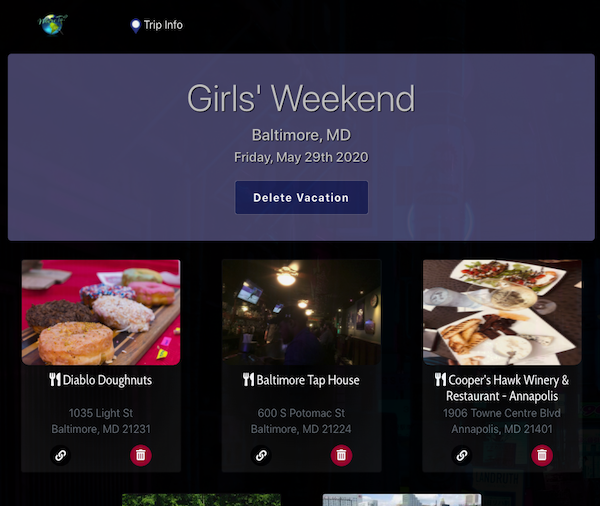 Trip Info
Girls' Weekend
Baltimore, MD
Friday, May 29th 2020
Delete Vacation
Diablo Doughnuts
1035 Light St
Baltimore, MD 21231
Baltimore Tap House
600 S Potomac St
Baltimore, MD 21224
Cooper's Hawk Winery &
Restaurant - Annapolis
1906 Towne Centre Blvd
Annapolis, MD 21401